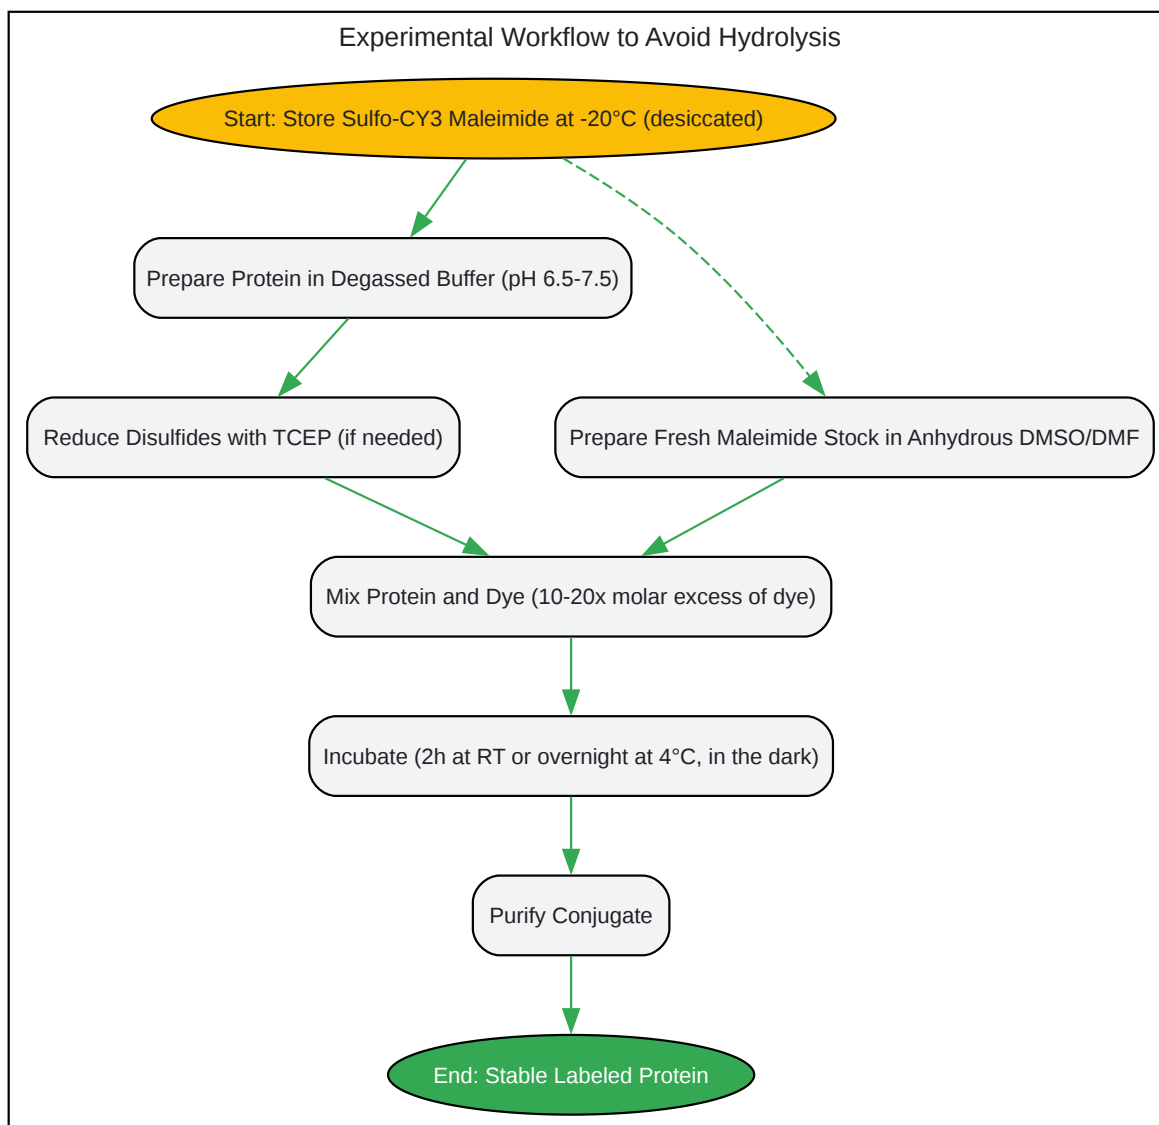 Experimental Workflow to Avoid Hydrolysis
Start: Store Sulfo-CY3 Maleimide at -20°C (desiccated)
Prepare Protein in Degassed Buffer (pH 6.5-7.5)
Reduce Disulfides with TCEP (if needed)
Prepare Fresh Maleimide Stock in Anhydrous DMSO/DMF
Mix Protein and Dye (10-20x molar excess of dye)
Incubate (2h at RT or overnight at 4°C, in the dark)
Purify Conjugate
End: Stable Labeled Protein